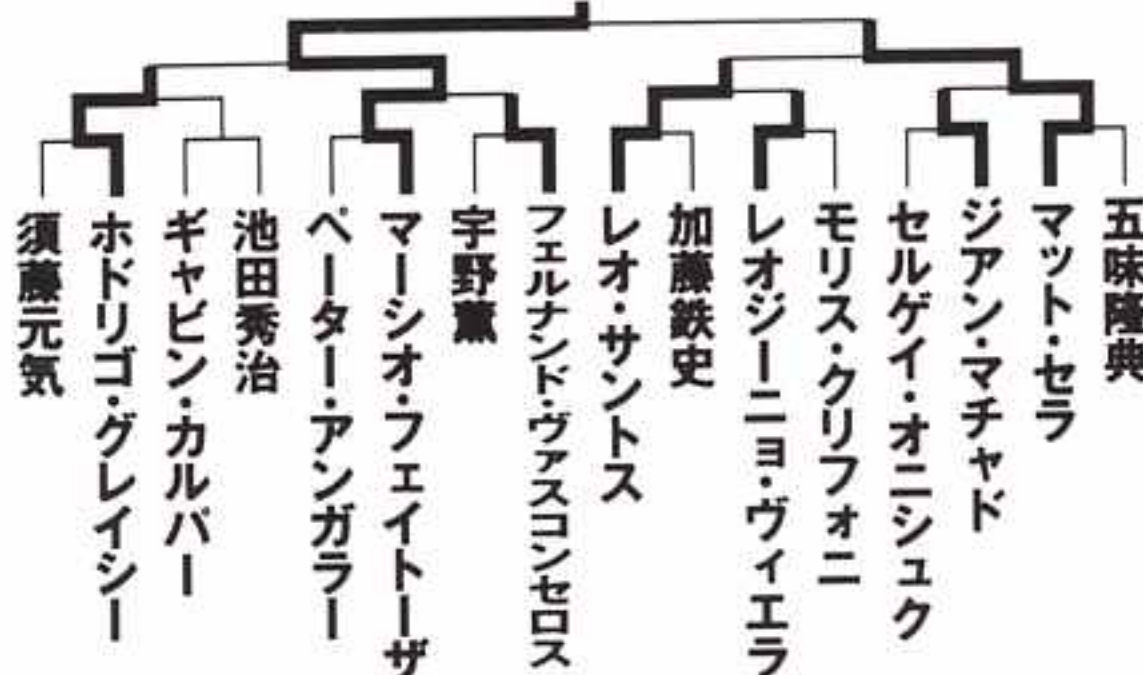 須藤元気
ホドリゴ・グレイシー
ギャビン・カルバー
池田秀治
ペーター・アンガラー
マーシオ・フェイトーザ
宇野薫
フェルナンド・ヴァスコンセロス
レオ・サントス
加藤鉄史
レオジーニョ・ヴィエラ
モリス・クリフォニ
セルゲイ・オニシュク
ジアン・マチャド
マット・セラ
五味隆典